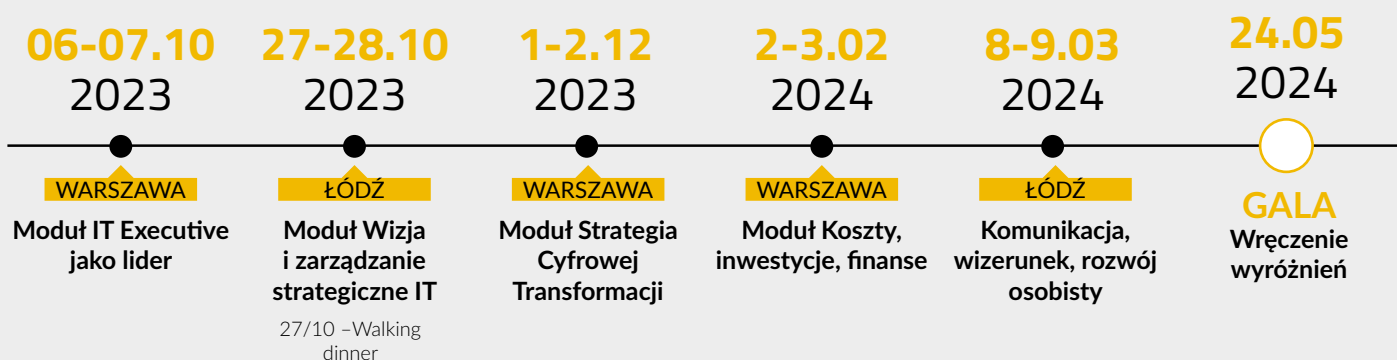 06-07.10
2023
WARSZAWA
Moduł IT Executive
jako lider
27-28.10
2023
ŁÓDŹ
Moduł Wizja
i zarządzanie
strategiczne IT
27/10 –Walking
dinner
1-2.12
2023
WARSZAWA
Moduł Strategia
Cyfrowej
Transformacji
2-3.02
2024
WARSZAWA
Moduł Koszty,
inwestycje, finanse
8-9.03
2024
ŁÓDŹ
Komunikacja,
wizerunek, rozwój
osobisty
24.05
2024
GALA
Wręczenie
wyróżnień